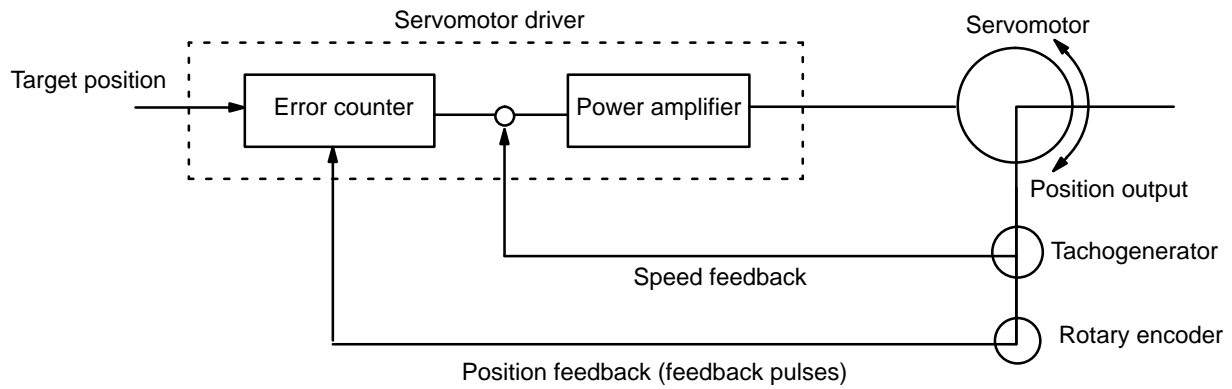 Servomotor driver
Servomotor
Target position
Error counter
Power amplifier
Position output
Tachogenerator
Speed feedback
Rotary encoder
Position feedback (feedback pulses)